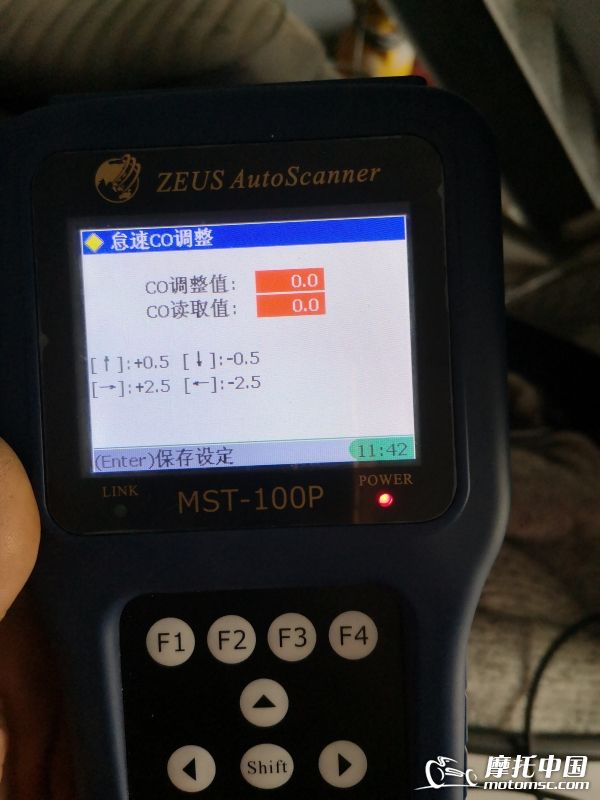 ZEUS AutoScanner
怠速CO调整
CO调整值: 0.0
CO读取值: 0.0
[↑]:+0.5 [↓]:-0.5
[→]:+2.5 [←]:-2.5
(Enter)保存设定 11:42
LINK MST-100P POWER
F1 F2 F3 F4
Shift
摩托中国
motomsc.com